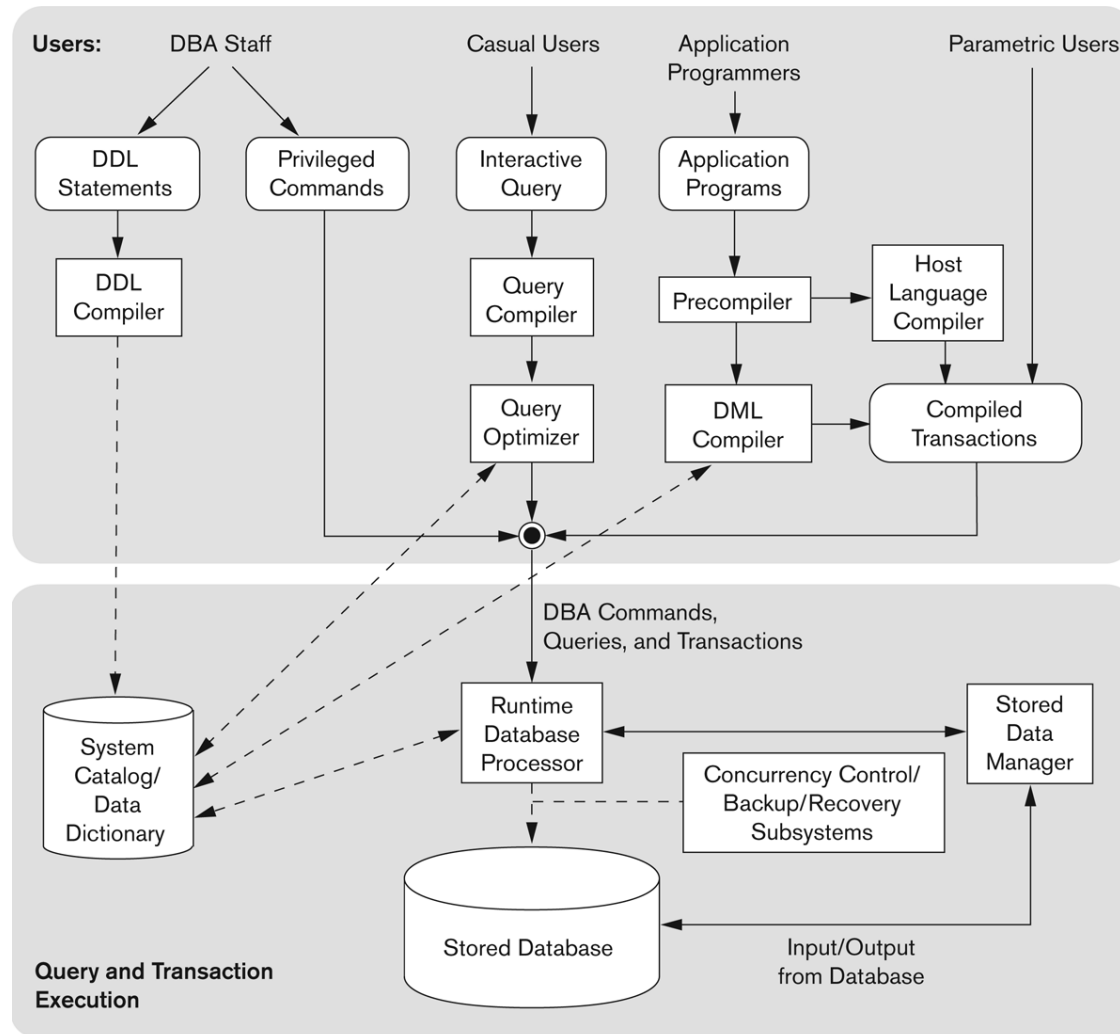 Users:
DBA Staff
Casual Users
Application
Programmers
Parametric Users
DDL
Statements
Privileged
Commands
Interactive
Query
Application
Programs
DDL
Compiler
Query
Compiler
Precompiler
Host
Language
Compiler
Query
Optimizer
DML
Compiler
Compiled
Transactions
DBA Commands,
Queries, and Transactions
System
Catalog/
Data
Dictionary
Runtime
Database
Processor
Stored
Data
Manager
Concurrency Control/
Backup/Recovery
Subsystems
Stored Database
Input/Output
from Database
Query and Transaction
Execution